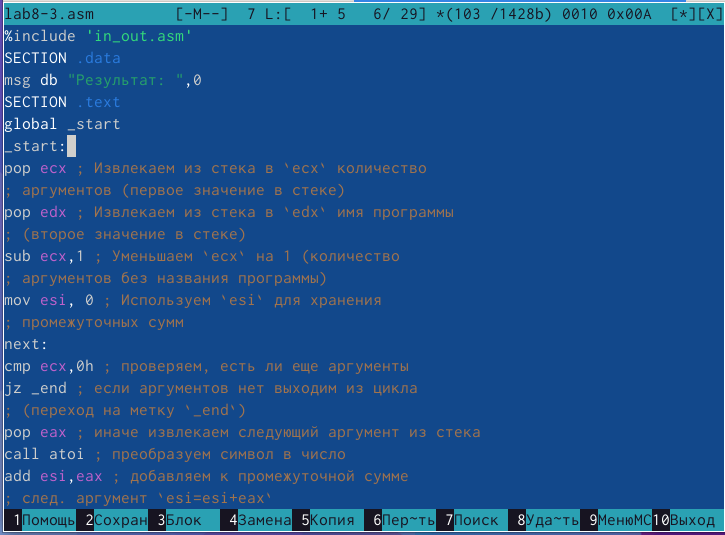 lab8-3.asm [-M--] 7 L:[ 1+ 5 6/ 29] *(103 /1428b) 0010 0x00A [*][X]
%include 'in_out.asm'
SECTION .data
msg db "Результат: ",0
SECTION .text
global _start
_start:
pop ecx ; Извлекаем из стека в `ecx` количество
; аргументов (первое значение в стеке)
pop edx ; Извлекаем из стека в `edx` имя программы
; (второе значение в стеке)
sub ecx,1 ; Уменьшаем `ecx` на 1 (количество
; аргументов без названия программы)
mov esi, 0 ; Используем `esi` для хранения
; промежуточных сумм
next:
cmp ecx,0h ; проверяем, есть ли еще аргументы
jz _end ; если аргументов нет выходим из цикла
; (переход на метку `_end`)
pop eax ; иначе извлекаем следующий аргумент из стека
call atoi ; преобразуем символ в число
add esi,eax ; добавляем к промежуточной сумме
; след. аргумент `esi=esi+eax`
1Помощь 2Сохран 3Блок 4Замена 5Копия 6Пер~ть 7Поиск 8Уда~ть 9МенюMC 10Выход